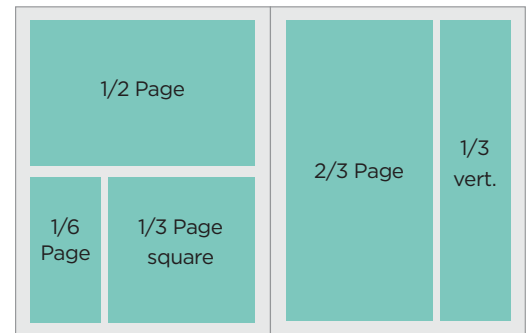 1/2 Page
1/6
Page
1/3 Page
square
2/3 Page
1/3
vert.